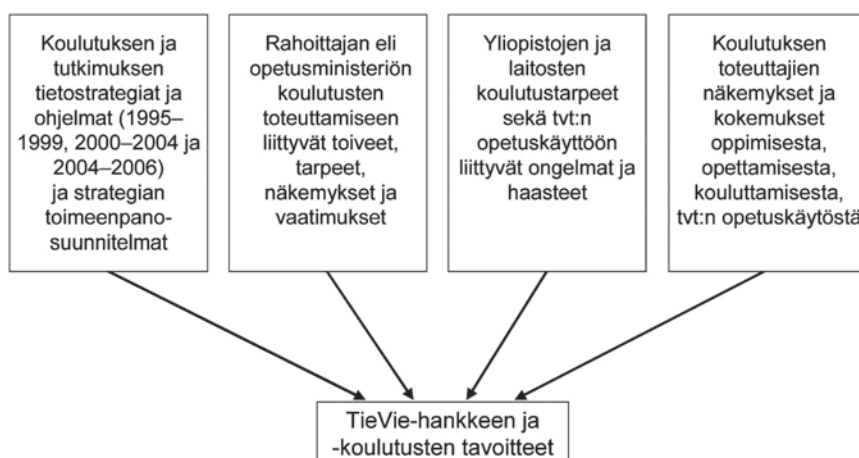 Koulutuksen ja
tutkimuksen
tietostrategiat ja
ohjelmat (1995–
1999, 2000–2004 ja
2004–2006)
ja strategian
toimeenpano-
suunnitelmat
Rahoittajan eli
opetusministeriön
koulutusten
toteuttamiseen
liittyvät toiveet,
tarpeet,
näkemykset ja
vaatimukset
Yliopistojen ja
laitosten
koulutustarpeet
sekä tvt:n
opetuskäyttöön
liittyvät ongelmat ja
haasteet
Koulutuksen
toteuttajien
näkemykset ja
kokemukset
oppimisesta,
opettamisesta,
kouluttamisesta,
tvt:n opetuskäytöstä
TieVie-hankkeen ja
-koulutusten tavoitteet